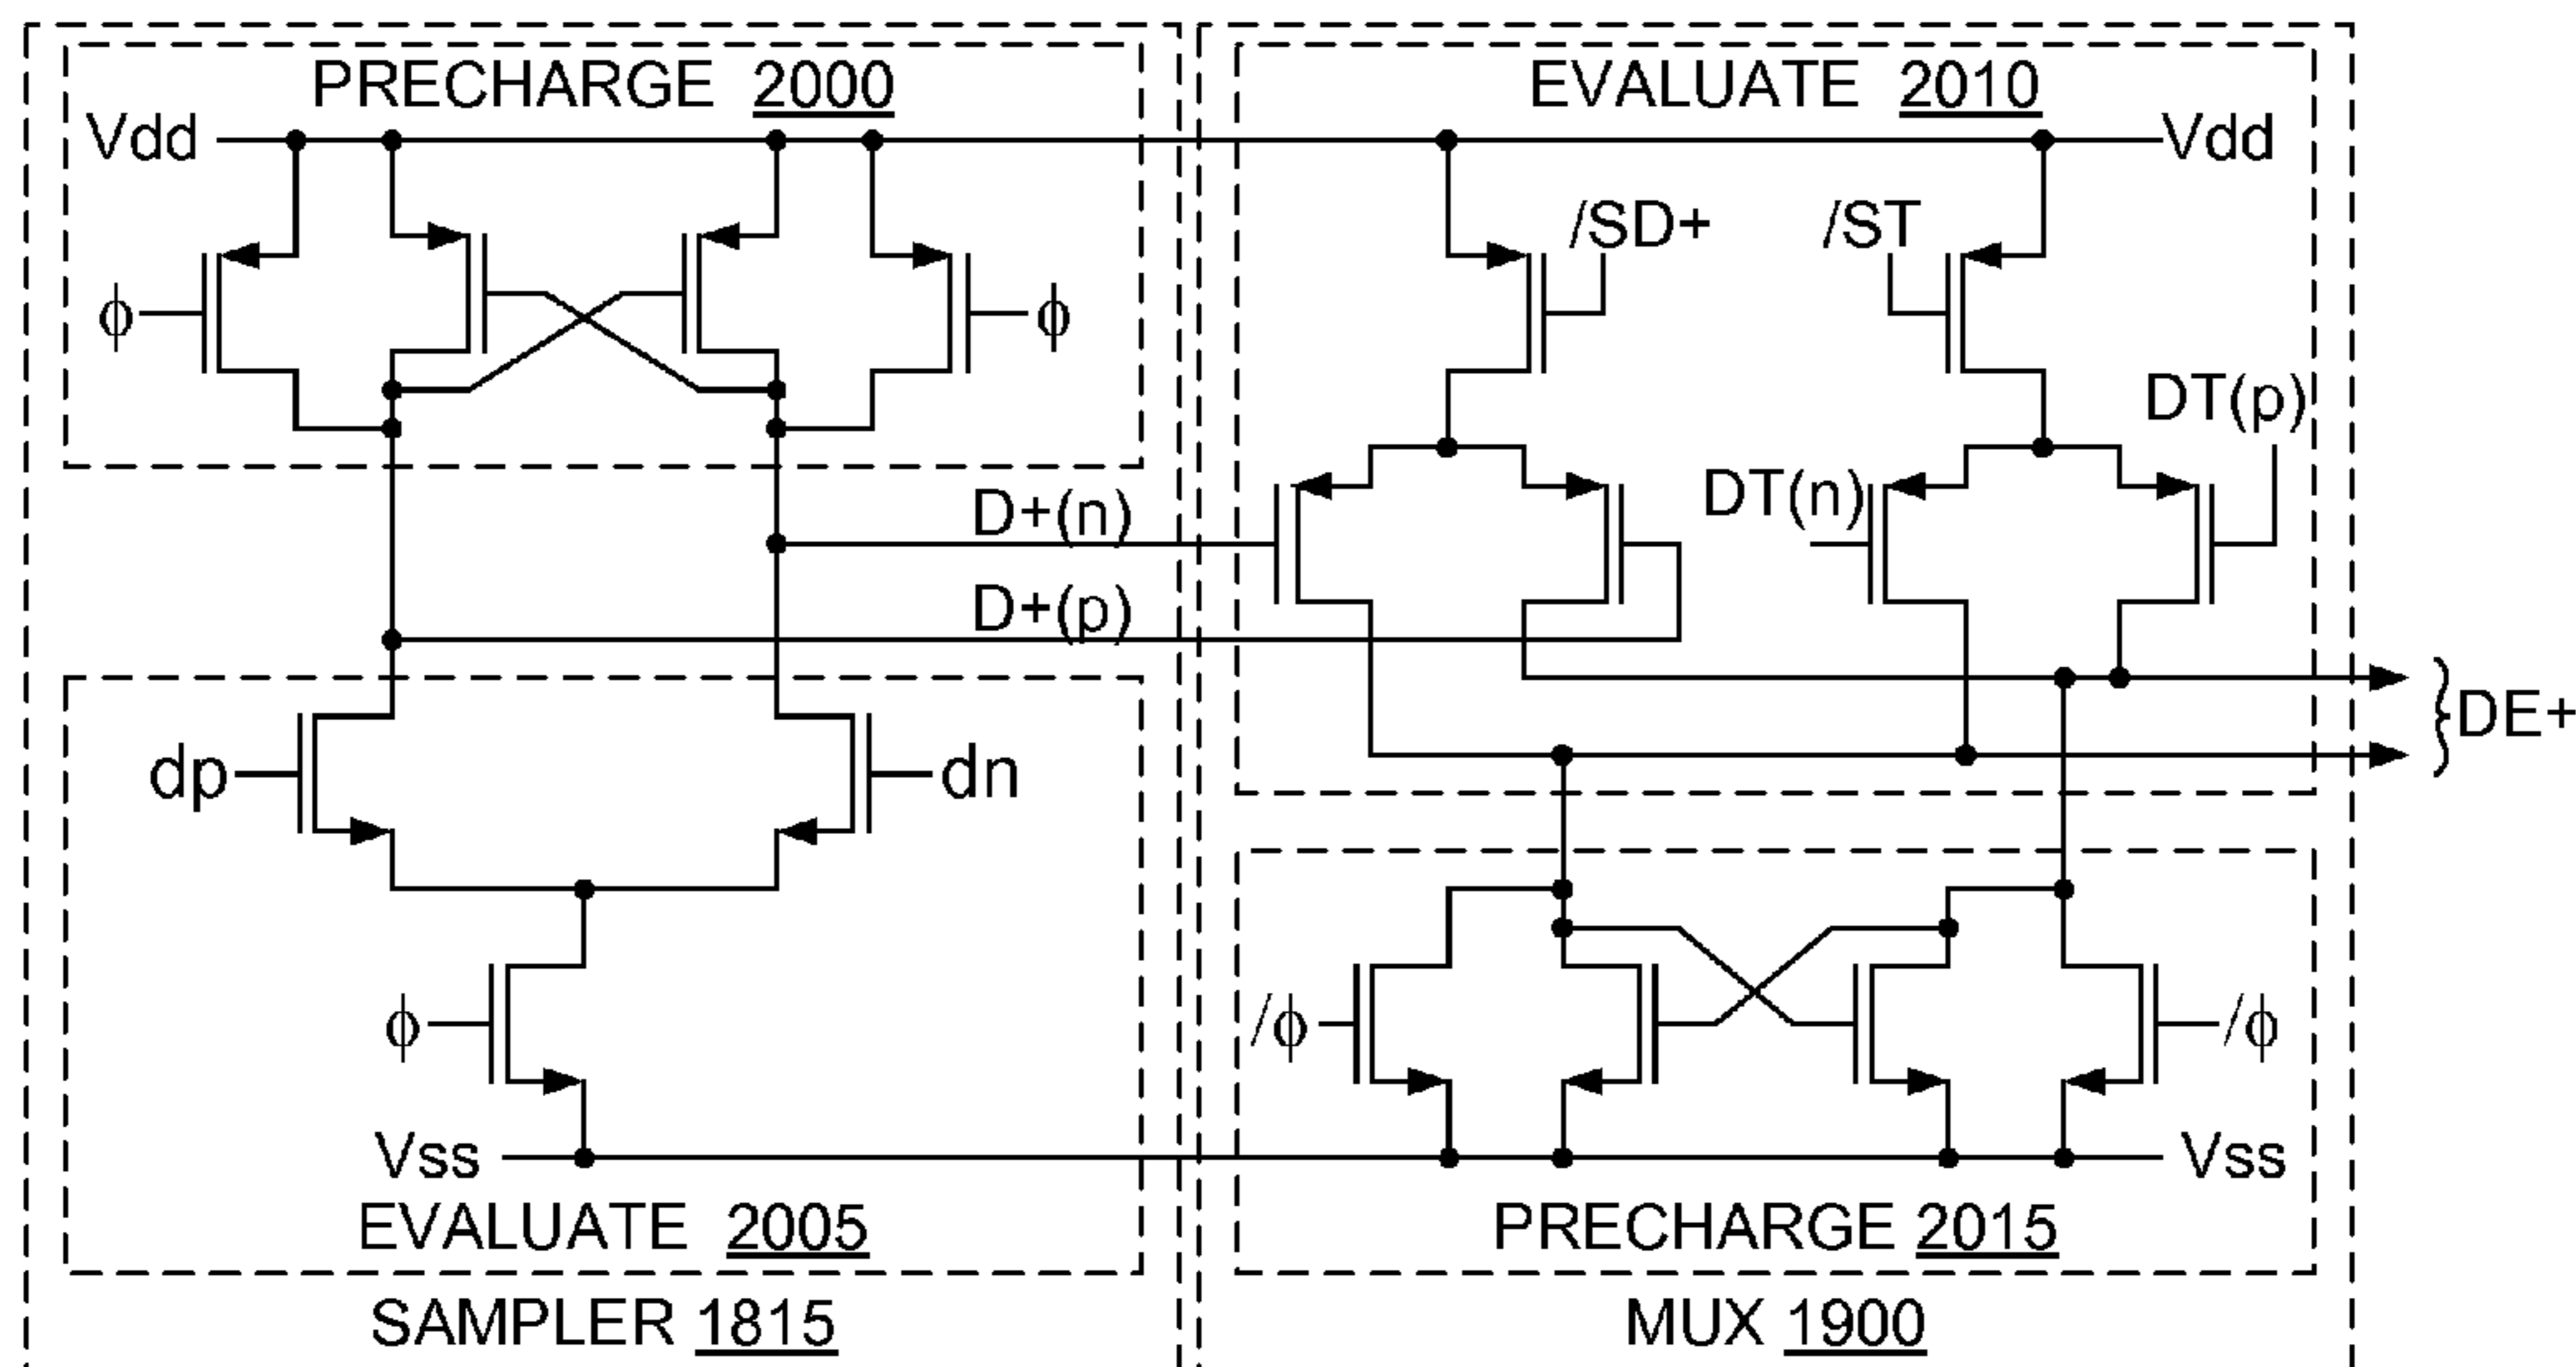 PRECHARGE 2000
EVALUATE 2010
Vdd
Vdd
/SD+
/ST
ϕ
ϕ
DT(p)
DT(n)
D+(n)
D+(p)
DE+
dp
dn
ϕ
/ϕ
/ϕ
Vss
Vss
EVALUATE 2005
PRECHARGE 2015
SAMPLER 1815
MUX 1900